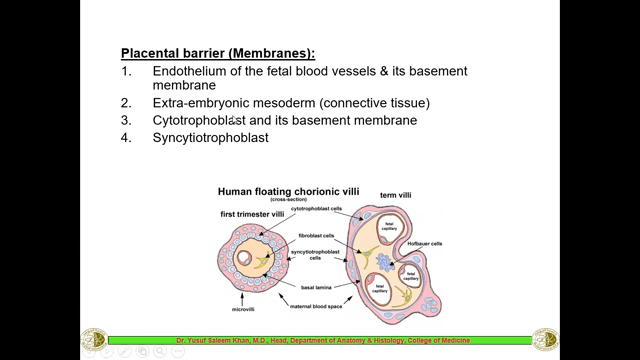 Placental barrier (Membranes):
1. Endothelium of the fetal blood vessels & its basement
membrane
2. Extra-embryonic mesoderm (connective tissue)
3. Cytotrophoblast and its basement membrane
4. Syncytiotrophoblast
Human floating chorionic villi
(cross-section)
term villi
cytotrophoblast cells
first trimester villi
fetal
capillary
fibroblast cells
Hofbauer cells
syncytiotrophoblast
cells
fetal
capillary
fetal
capillary
basal lamina
microvilli
maternal blood space
Dr. Yusuf Saleem Khan, M.D., Head, Department of Anatomy & Histology, College of Medicine